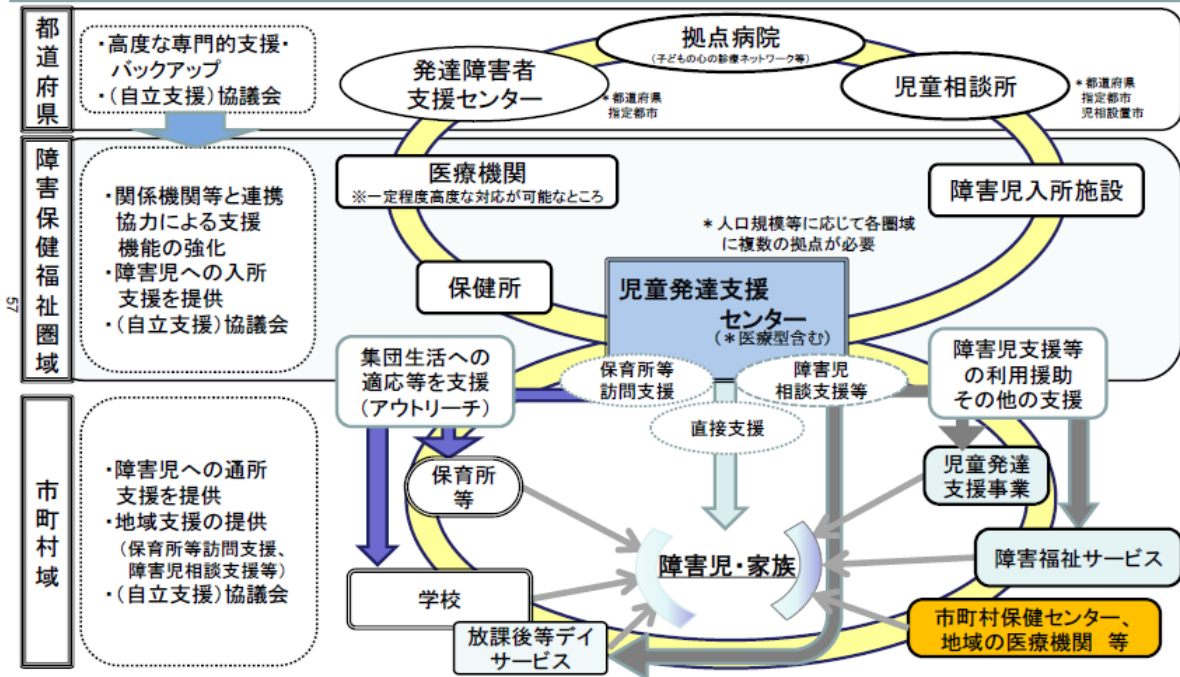 都道府県
・高度な専門的支援・
バックアップ
・(自立支援)協議会
発達障害者
支援センター
*都道府県
指定都市
拠点病院
(子どもの心の診療ネットワーク等)
児童相談所
*都道府県
指定都市
児相設置市
障害保健福祉圏域
・関係機関等と連携
協力による支援
機能の強化
・障害児への入所
支援を提供
・(自立支援)協議会
医療機関
※一定程度高度な対応が可能なところ
障害児入所施設
*人口規模等に応じて各圏域
に複数の拠点が必要
保健所
児童発達支援
センター
(*医療型含む)
57
集団生活への
適応等を支援
(アウトリーチ)
保育所等
訪問支援
障害児
相談支援等
直接支援
障害児支援等
の利用援助
その他の支援
市町村域
・障害児への通所
支援を提供
・地域支援の提供
(保育所等訪問支援、
障害児相談支援等)
・(自立支援)協議会
保育所
等
児童発達
支援事業
障害児・家族
障害福祉サービス
学校
放課後等デイ
サービス
市町村保健センター、
地域の医療機関 等